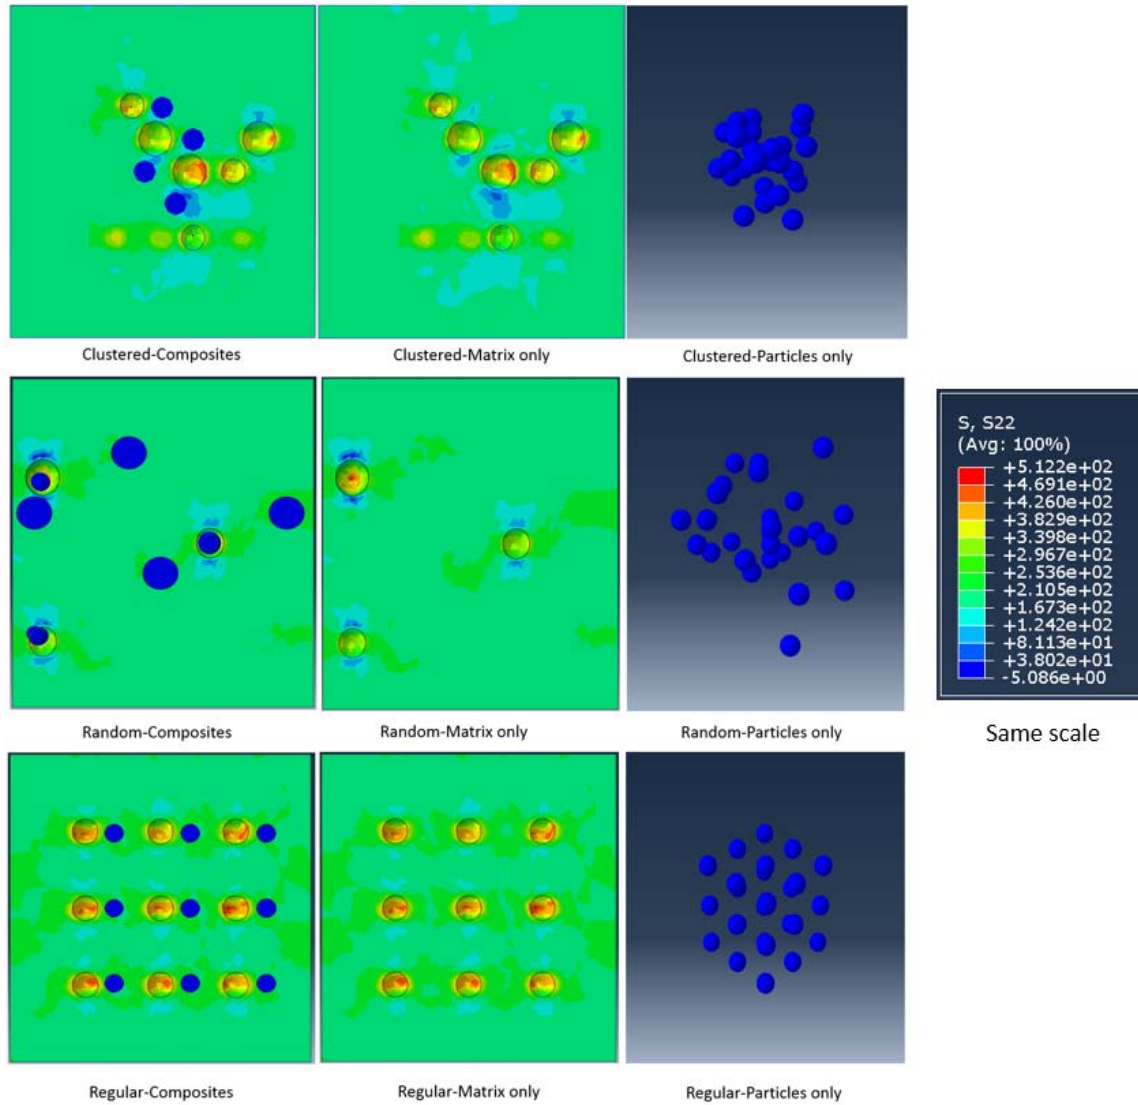 Clustered-Composites
Clustered-Matrix only
Clustered-Particles only
S, S22
(Avg: 100%)
+5.122e+02
+4.691e+02
+4.260e+02
+3.829e+02
+3.398e+02
+2.967e+02
+2.536e+02
+2.105e+02
+1.673e+02
+1.242e+02
+8.113e+01
+3.802e+01
-5.086e+00
Random-Composites
Random-Matrix only
Random-Particles only
Same scale
Regular-Composites
Regular-Matrix only
Regular-Particles only